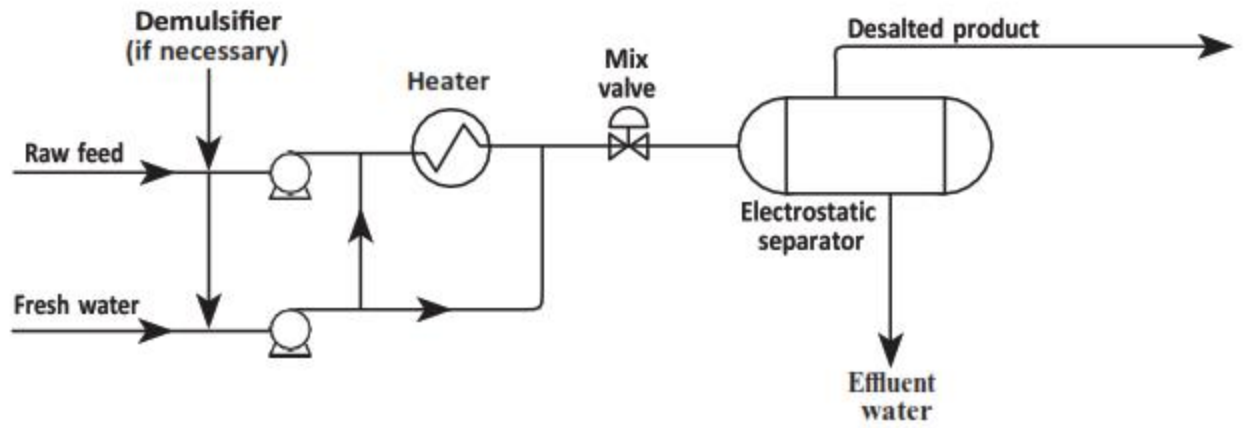 Demulsifier
(if necessary)
Desalted product
Mix
valve
Heater
Raw feed
Electrostatic
separator
Fresh water
Effluent
water